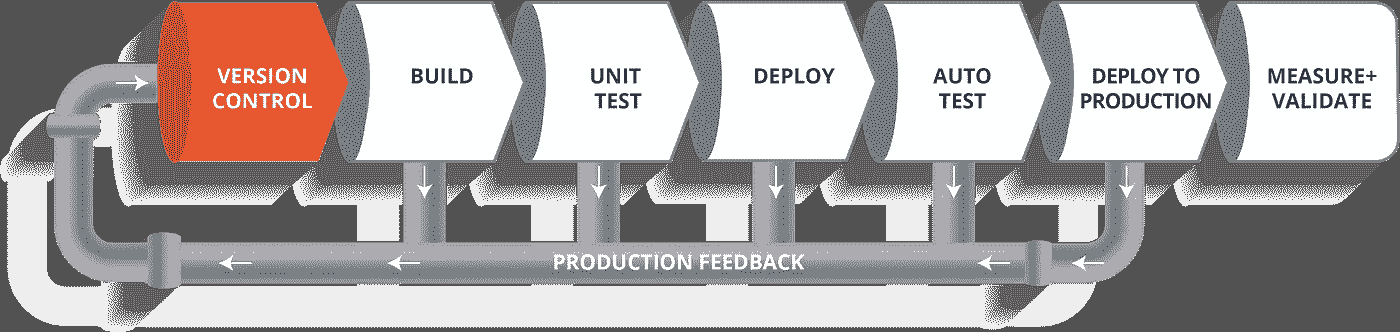 VERSION
CONTROL
BUILD
UNIT
TEST
DEPLOY
AUTO
TEST
DEPLOY TO
PRODUCTION
MEASURE+
VALIDATE
PRODUCTION FEEDBACK